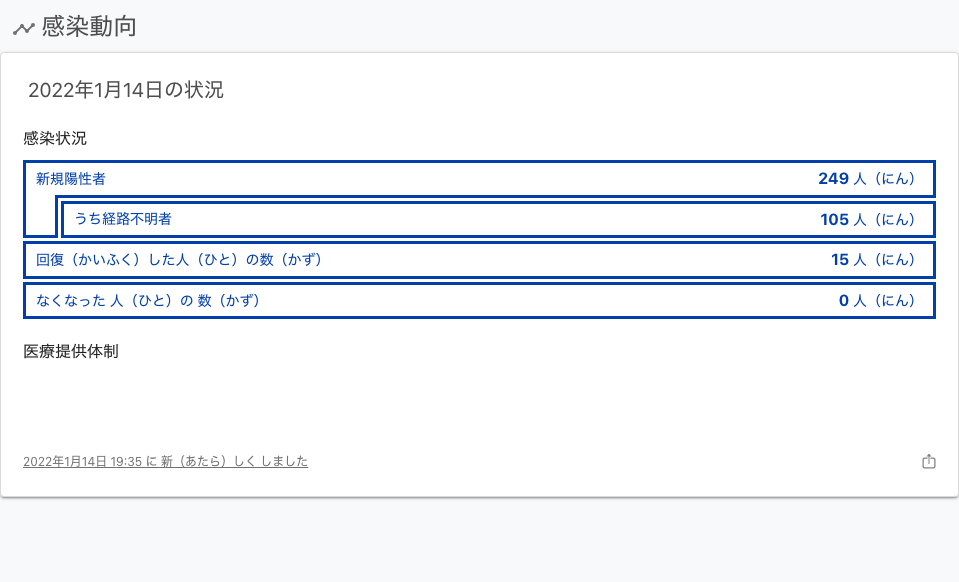 感染動向
2022年1月14日の状況
感染状況
新規陽性者 249 人（にん）
うち経路不明者 105 人（にん）
回復（かいふく）した人（ひと）の数（かず） 15 人（にん）
なくなった 人（ひと）の 数（かず） 0 人（にん）
医療提供体制
2022年1月14日 19:35 に 新（あたら）しく しました